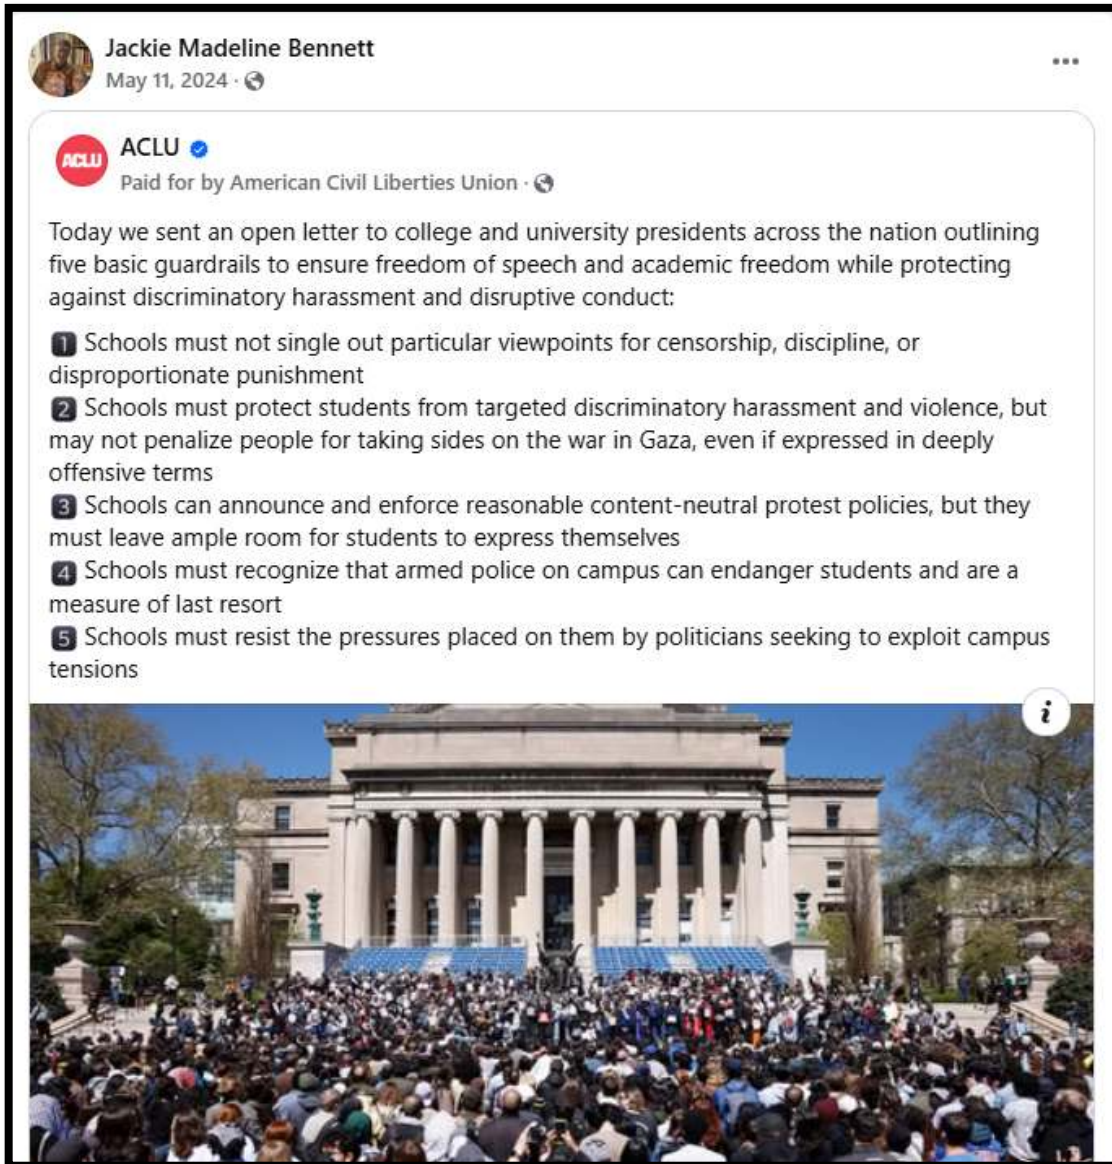 Jackie Madeline Bennett
May 11, 2024 ·
ACLU
ACLU
Paid for by American Civil Liberties Union ·
Today we sent an open letter to college and university presidents across the nation outlining
five basic guardrails to ensure freedom of speech and academic freedom while protecting
against discriminatory harassment and disruptive conduct:
1 Schools must not single out particular viewpoints for censorship, discipline, or
disproportionate punishment
2 Schools must protect students from targeted discriminatory harassment and violence, but
may not penalize people for taking sides on the war in Gaza, even if expressed in deeply
offensive terms
3 Schools can announce and enforce reasonable content-neutral protest policies, but they
must leave ample room for students to express themselves
4 Schools must recognize that armed police on campus can endanger students and are a
measure of last resort
5 Schools must resist the pressures placed on them by politicians seeking to exploit campus
tensions
i